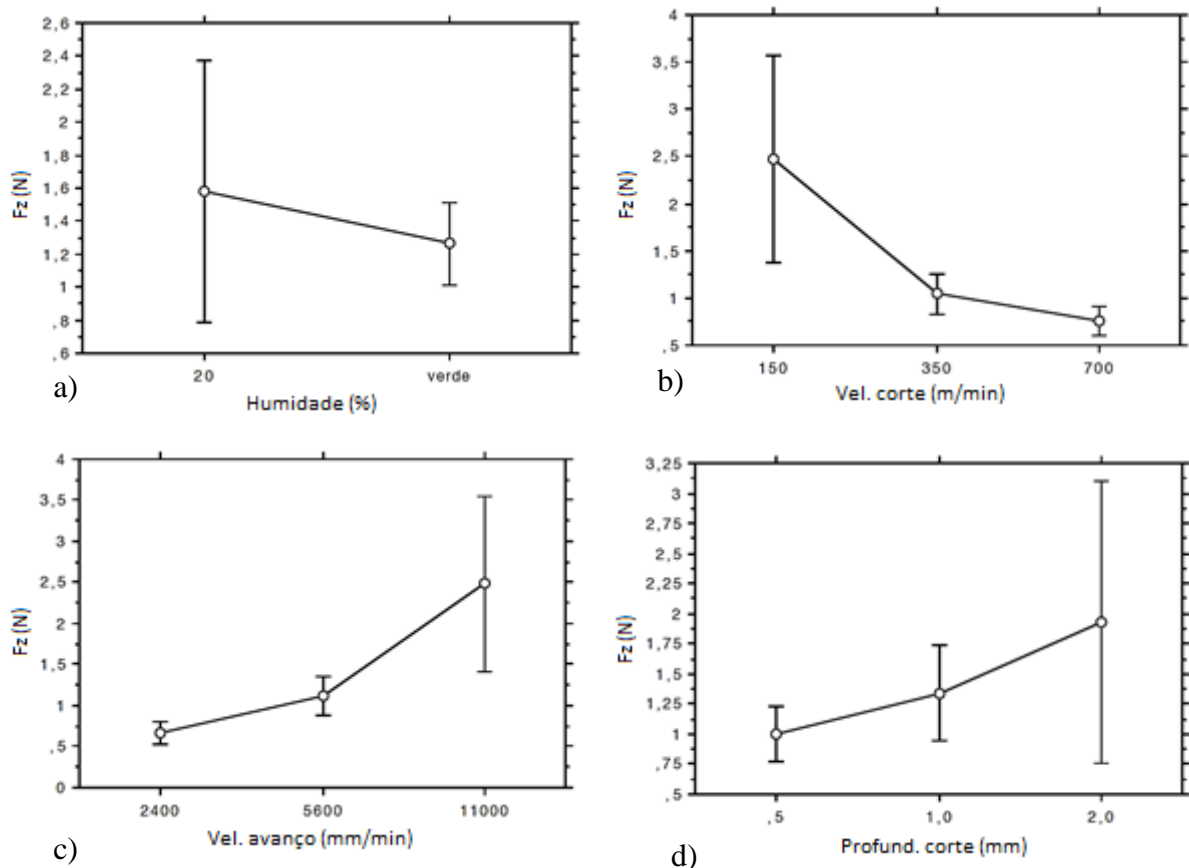 2,6
2,4
2,2
2
1,8
1,6
1,4
1,2
1
,8
,6
Fz (N)
20 verde
Humidade (%)
a)
4
3,5
3
2,5
2
1,5
1
,5
Fz (N)
150 350 700
Vel. corte (m/min)
b)
4
3,5
3
2,5
2
1,5
1
,5
0
Fz (N)
2400 5600 11000
Vel. avanço (mm/min)
c)
3,25
3
2,75
2,5
2,25
2
1,75
1,5
1,25
1
,75
,5
Fz (N)
,5 1,0 2,0
Profund. corte (mm)
d)